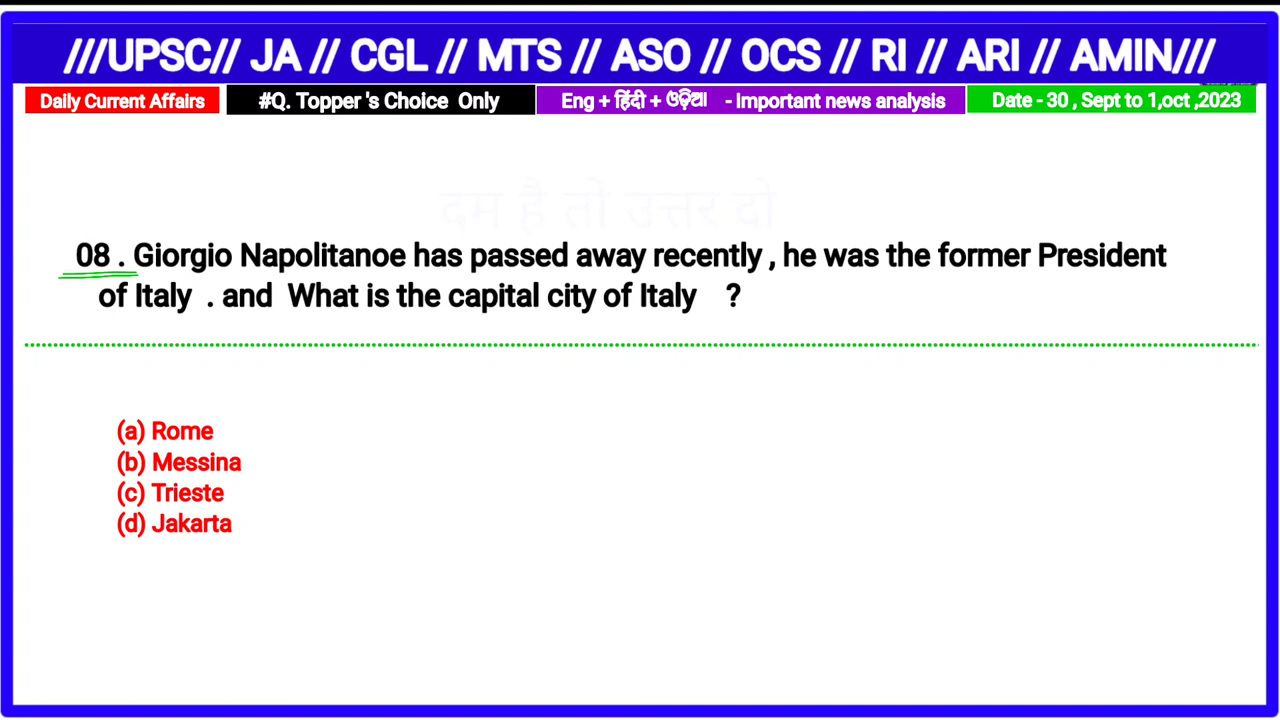 ///UPSC// JA // CGL // MTS // ASO // OCS // RI // ARI // AMIN///
Daily Current Affairs #Q. Topper 's Choice Only Eng + हिंदी + ଓଡ଼ିଆ - Important news analysis Date - 30 , Sept to 1,oct ,2023
दम है तो उत्तर दो
08 . Giorgio Napolitanoe has passed away recently , he was the former President
of Italy . and What is the capital city of Italy ?
(a) Rome
(b) Messina
(c) Trieste
(d) Jakarta